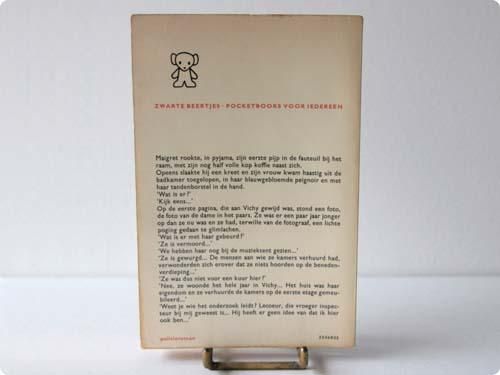 ZWARTE BEERTJES · POCKETBOOKS VOOR IEDEREEN
Maigret rookte, in pyjama, zijn eerste pijp in de fauteuil bij het
raam, met zijn nog half volle kop koffie naast zich.
Opeens slaakte hij een kreet en zijn vrouw kwam haastig uit de
badkamer toegelopen, in haar blauwgebloemde peignoir en met
haar tandenborstel in de hand.
'Wat is er?'
'Kijk eens...'
Op de eerste pagina, die aan Vichy gewijd was, stond een foto,
de foto van de dame in het paars. Ze was er een paar jaar jonger
op dan ze nu was en ze had, terwille van de fotograaf, een lichte
poging gedaan te glimlachen.
'Wat is er met haar gebeurd?'
'Ze is vermoord...'
'We hebben haar nog bij de muziektent gezien...'
'Ze is gewurgd... De mensen aan wie ze kamers verhuurd had,
verwonderden zich erover dat ze niets hoorden op de beneden-
verdieping...'
'Ze was dus niet voor een kuur hier?'
'Nee, ze woonde het hele jaar in Vichy... Het huis was haar
eigendom en ze verhuurde de kamers op de eerste etage gemeu-
bileerd...'
'Weet je wie het onderzoek leidt? Lecoeur, die vroeger inspec-
teur bij mij geweest is... Hij heeft er geen idee van dat ik hier
ook ben...'
politieroman